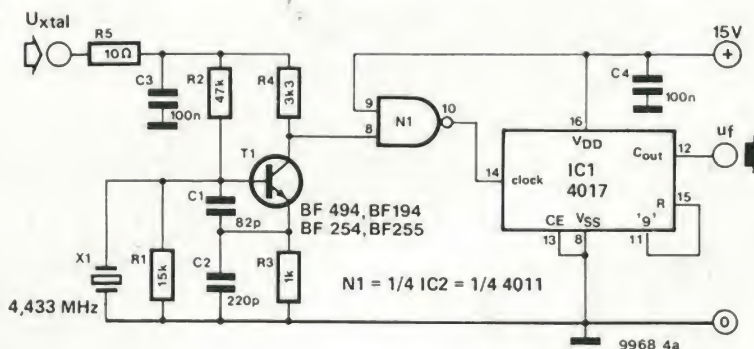 Uxtal
R5
10Ω
C3
100n
R2
47k
R4
3k3
9
8
N1
10
15V
+
C4
100n
16
VDD
IC1
4017
14
clock
Cout
12
uf
R
15
CE
VSS
'9'
13
8
11
T1
BF 494, BF194
BF 254, BF255
C1
82p
X1
R1
15k
C2
220p
R3
1k
N1 = 1/4 IC2 = 1/4 4011
4,433 MHz
0
9968 4a